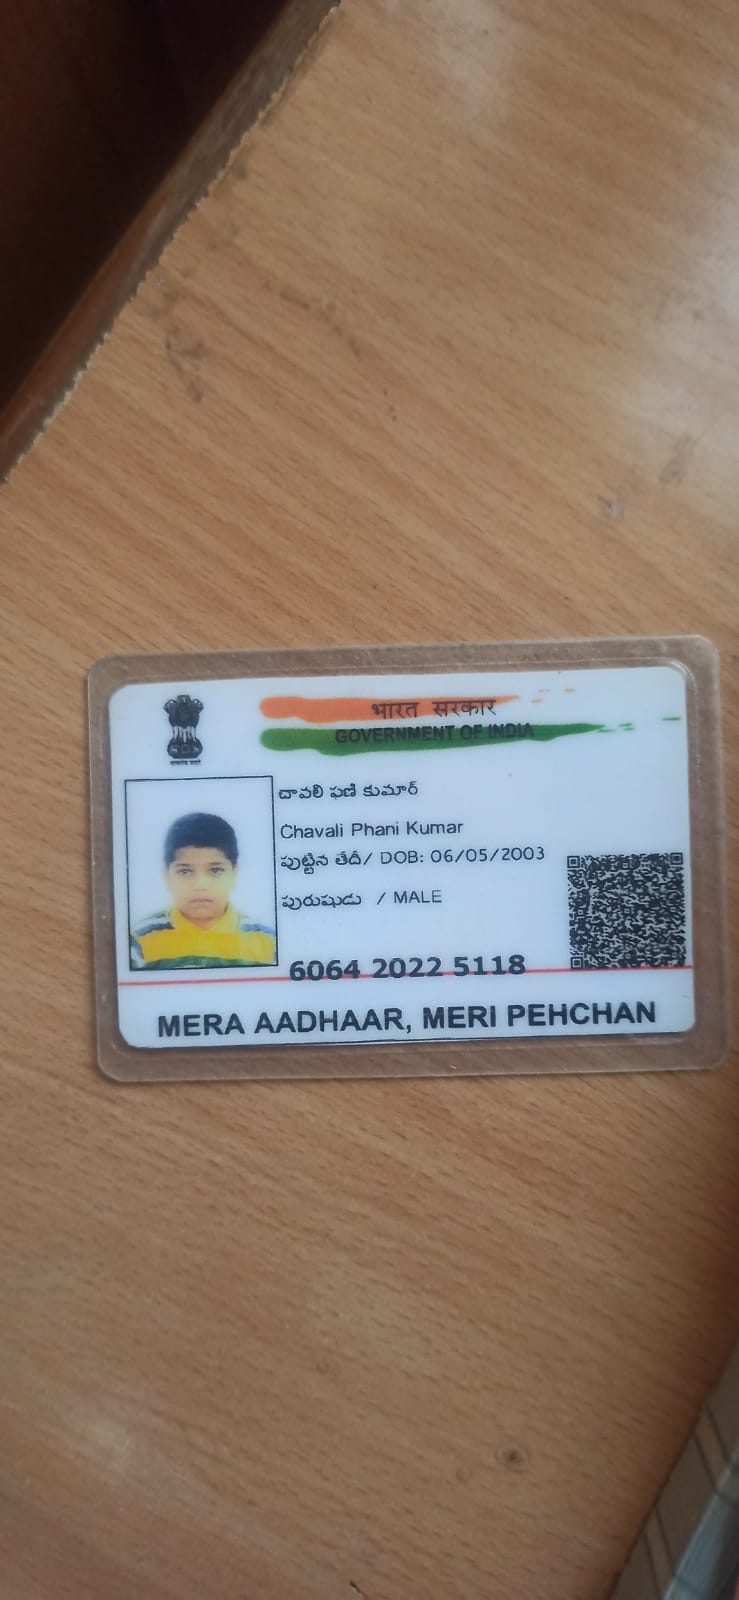 भारत सरकार
GOVERNMENT OF INDIA
చావలి ఫణి కుమార్
Chavali Phani Kumar
పుట్టిన తేదీ/ DOB: 06/05/2003
పురుషుడు / MALE
6064 2022 5118
MERA AADHAAR, MERI PEHCHAN